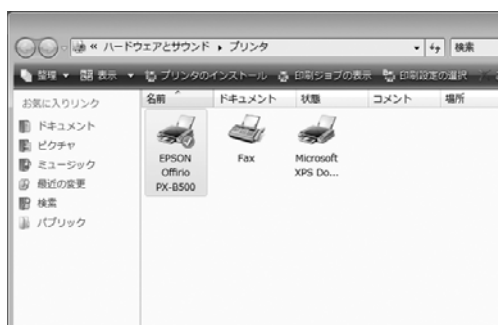 « ハードウェアとサウンド ▸ プリンタ 検索
整理 ▼ 表示 ▼ プリンタのインストール 印刷ジョブの表示 印刷設定の選択
お気に入りリンク
ドキュメント
ピクチャ
ミュージック
最近の変更
検索
パブリック
名前 ドキュメント 状態 コメント 場所
EPSON
Offirio
PX-B500
Fax
Microsoft
XPS Do...